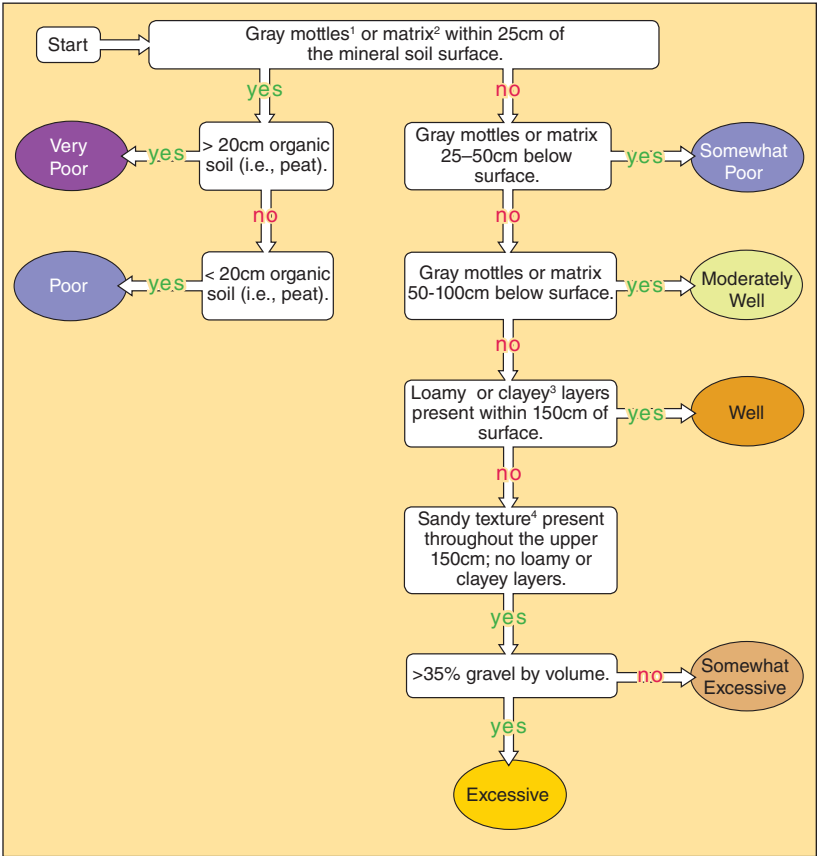 Start
Gray mottles¹ or matrix² within 25cm of
the mineral soil surface.
yes
no
Very
Poor
yes
> 20cm organic
soil (i.e., peat).
Gray mottles or matrix
25–50cm below
surface.
yes
Somewhat
Poor
no
no
Poor
yes
< 20cm organic
soil (i.e., peat).
Gray mottles or matrix
50-100cm below surface.
yes
Moderately
Well
no
Loamy or clayey³ layers
present within 150cm of
surface.
yes
Well
no
Sandy texture⁴ present
throughout the upper
150cm; no loamy or
clayey layers.
yes
>35% gravel by volume.
no
Somewhat
Excessive
yes
Excessive